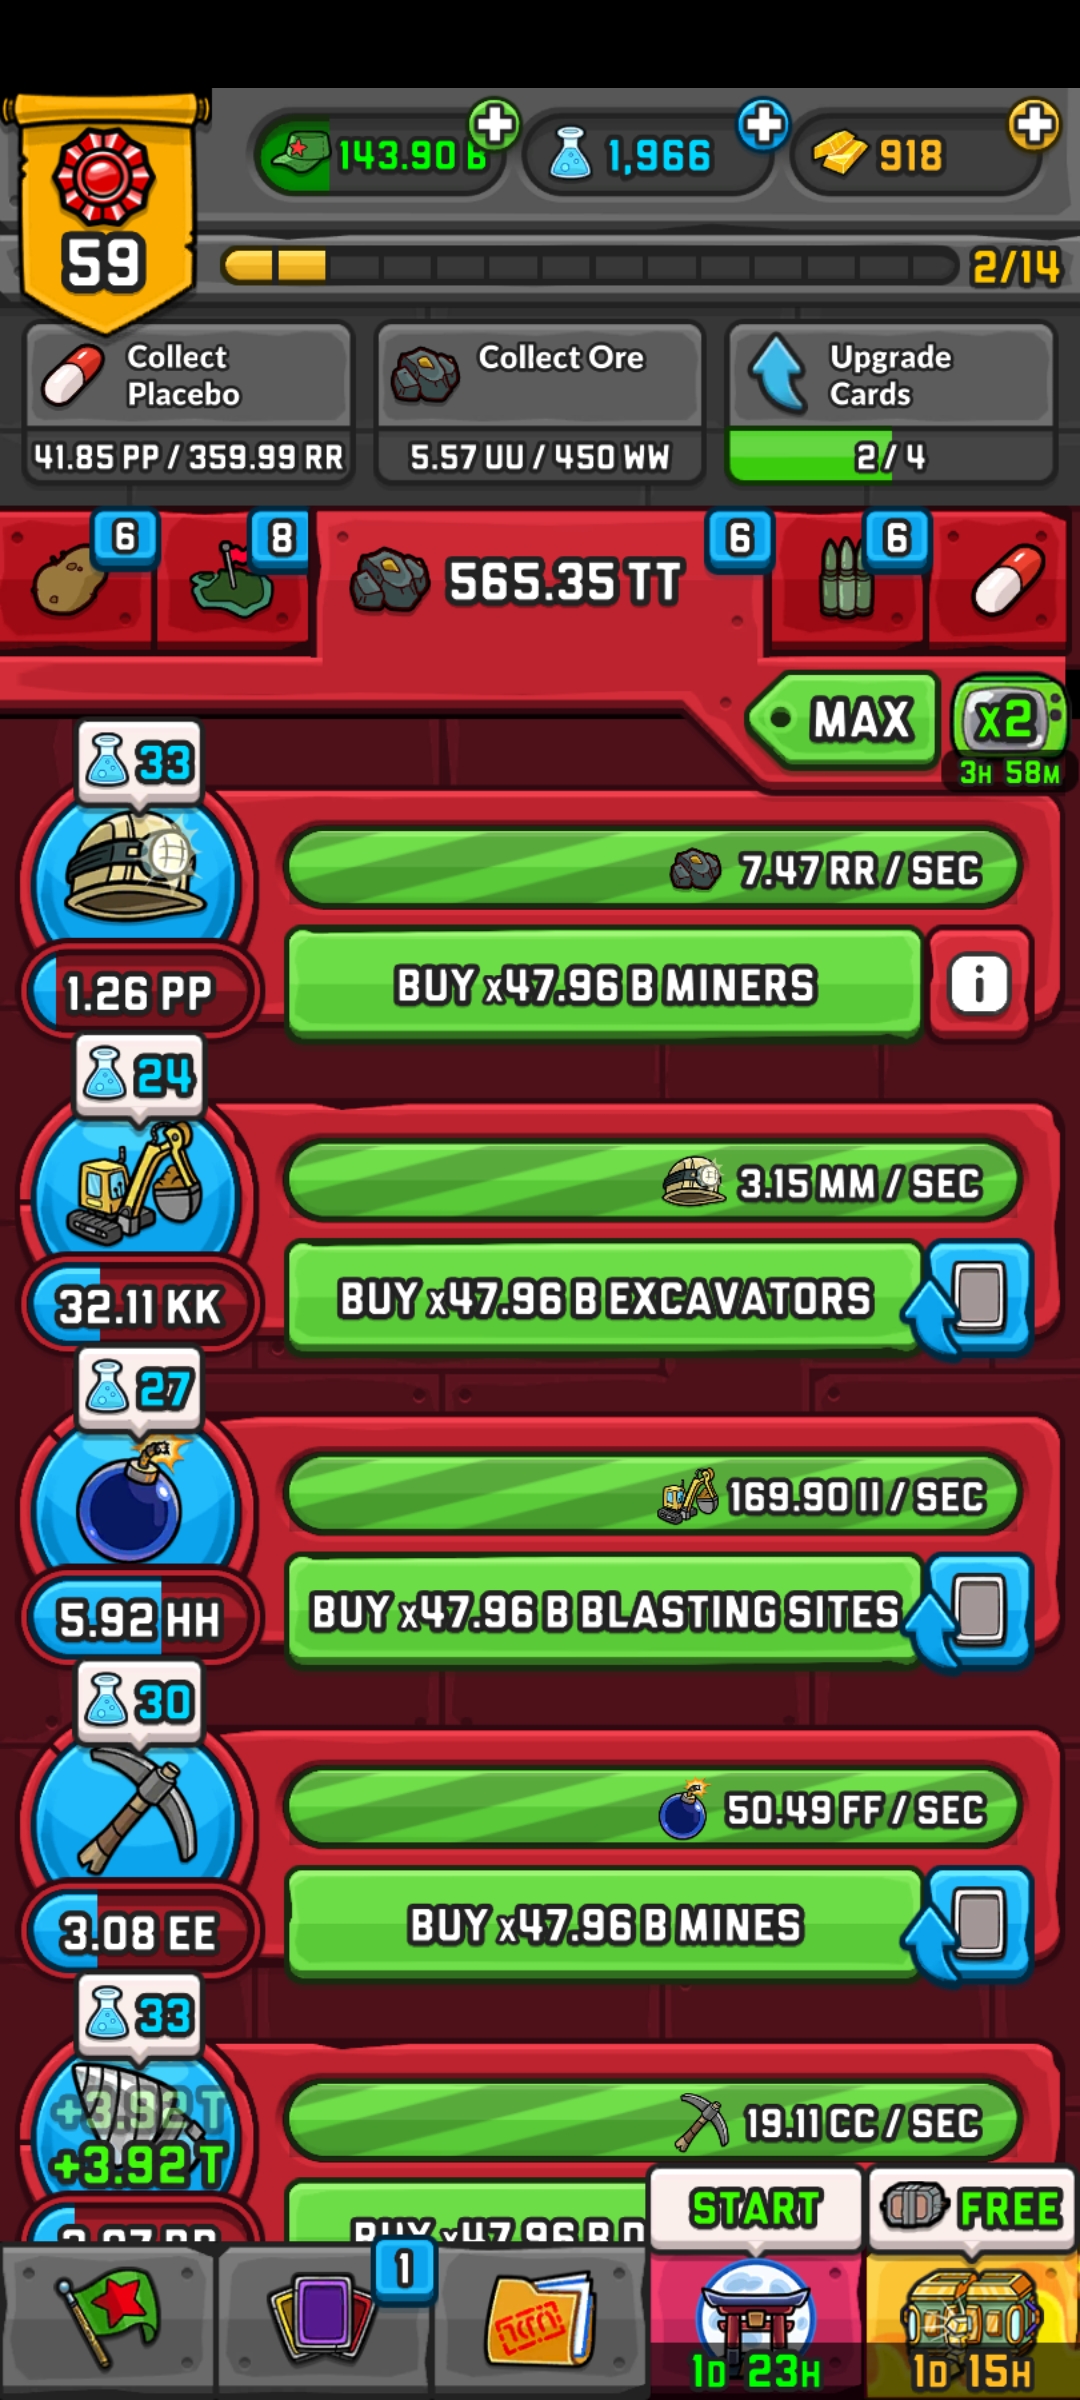 143.90 B
1,966
918
59
2/14
Collect
Placebo
41.85 PP / 359.99 RR
Collect Ore
5.57 UU / 450 WW
Upgrade
Cards
2 / 4
6
8
565.35 TT
6
6
MAX
x2
3H 58M
33
7.47 RR / SEC
1.26 PP
BUY x47.96 B MINERS
i
24
3.15 MM / SEC
32.11 KK
BUY x47.96 B EXCAVATORS
27
169.90 II / SEC
5.92 HH
BUY x47.96 B BLASTING SITES
30
50.49 FF / SEC
3.08 EE
BUY x47.96 B MINES
33
+3.92 T
+3.92 T
19.11 CC / SEC
BUY x47.96 B
START
FREE
1
1D 23H
1D 15H